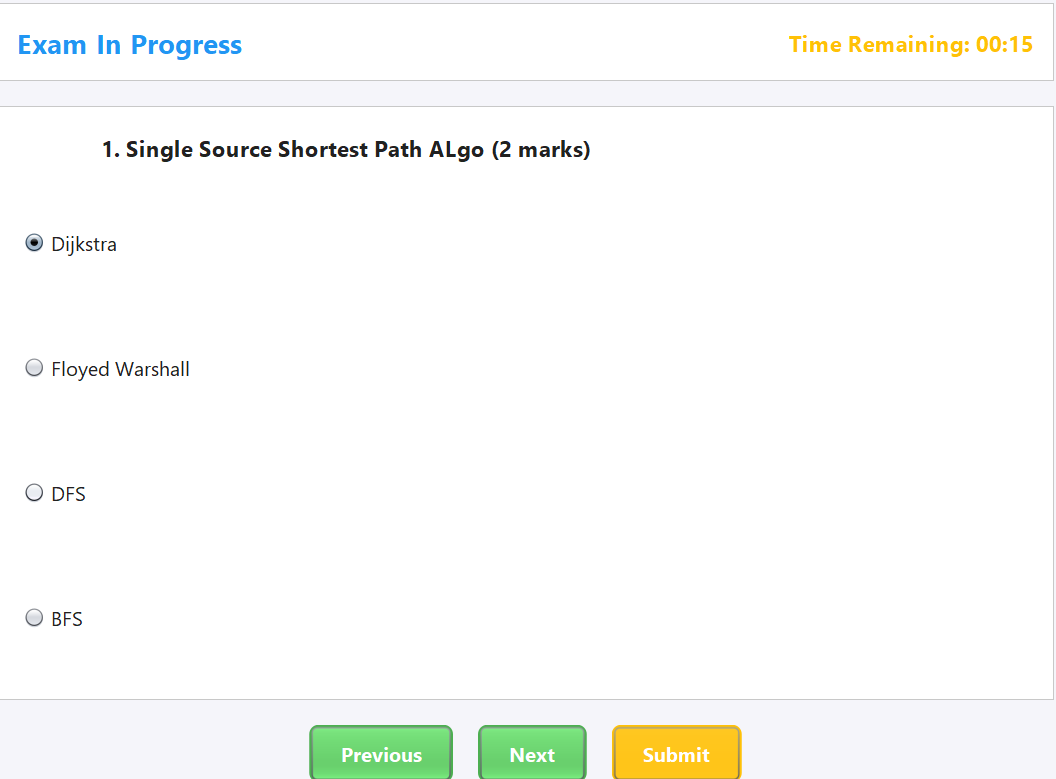 Exam In Progress
Time Remaining: 00:15
1. Single Source Shortest Path ALgo (2 marks)
Dijkstra
Floyed Warshall
DFS
BFS
Previous
Next
Submit